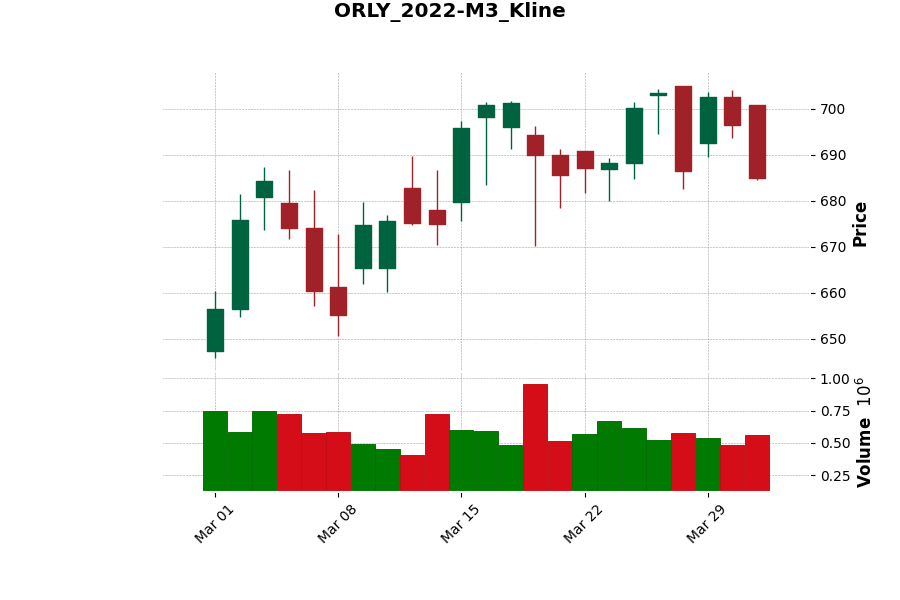 ORLY_2022-M3_Kline
700
690
680
670
660
650
Price
1.00
0.75
0.50
0.25
Volume 10^6
Mar 01
Mar 08
Mar 15
Mar 22
Mar 29